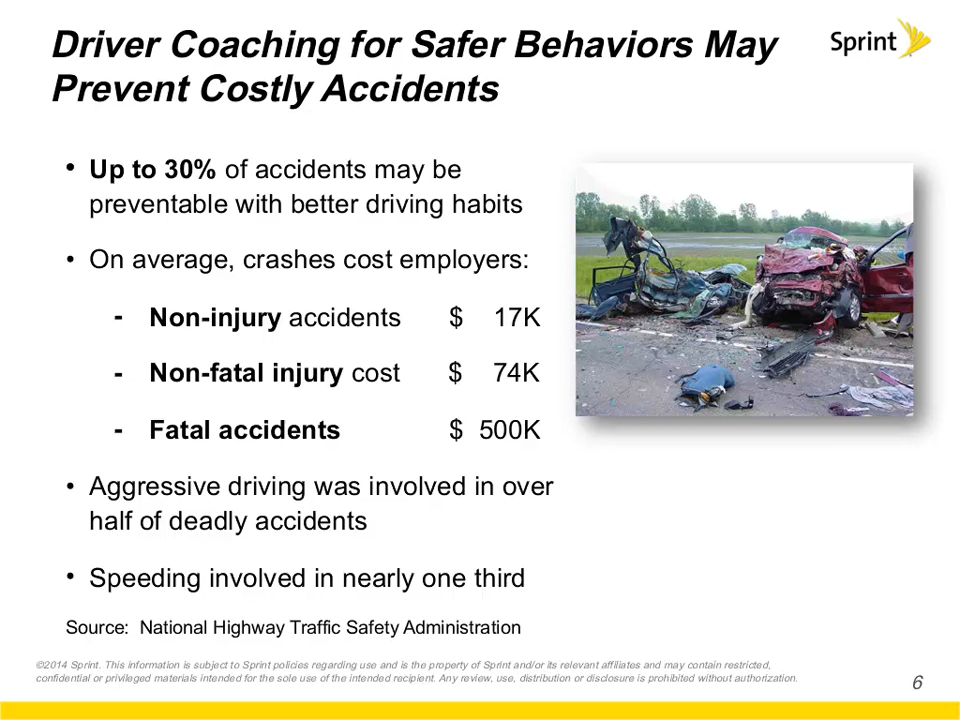 Driver Coaching for Safer Behaviors May
Prevent Costly Accidents
Sprint
• Up to 30% of accidents may be
preventable with better driving habits
• On average, crashes cost employers:
- Non-injury accidents $ 17K
- Non-fatal injury cost $ 74K
- Fatal accidents $ 500K
• Aggressive driving was involved in over
half of deadly accidents
• Speeding involved in nearly one third
Source: National Highway Traffic Safety Administration
©2014 Sprint. This information is subject to Sprint policies regarding use and is the property of Sprint and/or its relevant affiliates and may contain restricted,
confidential or privileged materials intended for the sole use of the intended recipient. Any review, use, distribution or disclosure is prohibited without authorization.
6